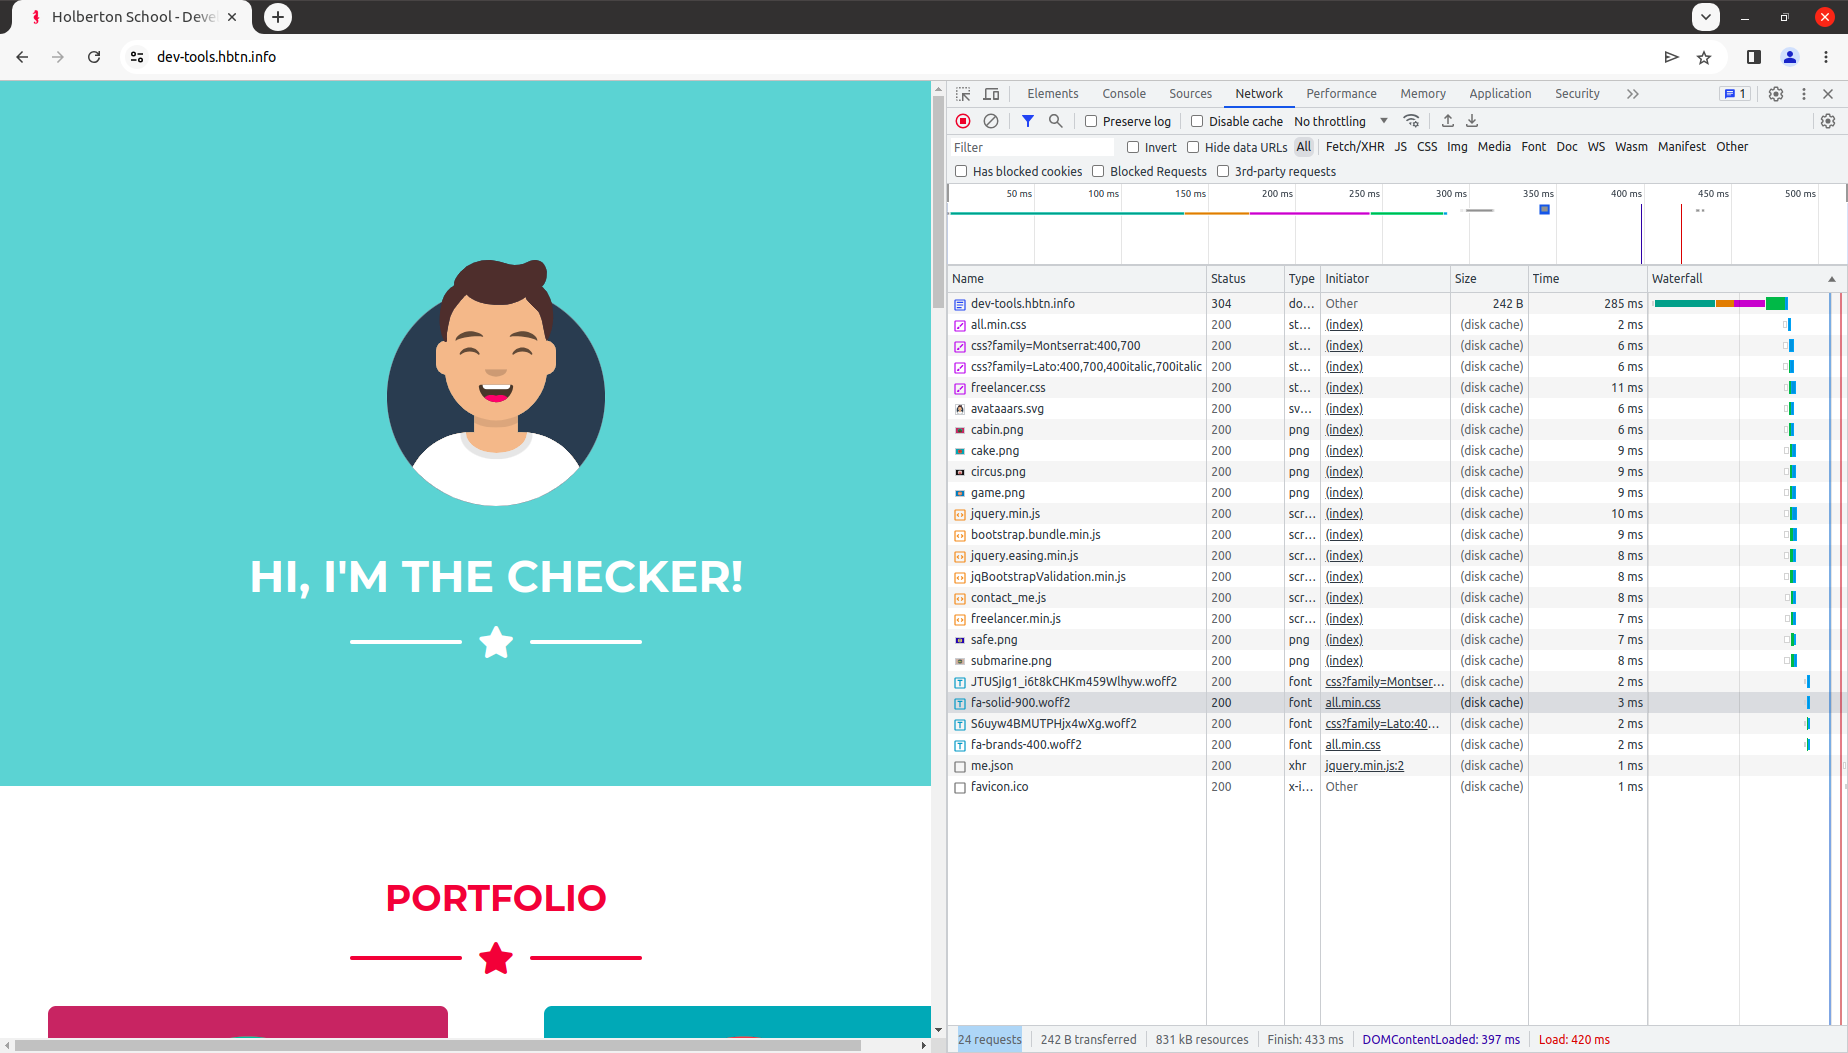 Holberton School - Deve
dev-tools.hbtn.info
HI, I'M THE CHECKER!
PORTFOLIO
Elements Console Sources Network Performance Memory Application Security 1
Preserve log Disable cache No throttling
Filter Invert Hide data URLs All Fetch/XHR JS CSS Img Media Font Doc WS Wasm Manifest Other
Has blocked cookies Blocked Requests 3rd-party requests
50 ms 100 ms 150 ms 200 ms 250 ms 300 ms 350 ms 400 ms 450 ms 500 ms
Name Status Type Initiator Size Time Waterfall
dev-tools.hbtn.info 304 do... Other 242 B 285 ms
all.min.css 200 st... (index) (disk cache) 2 ms
css?family=Montserrat:400,700 200 st... (index) (disk cache) 6 ms
css?family=Lato:400,700,400italic,700italic 200 st... (index) (disk cache) 6 ms
freelancer.css 200 st... (index) (disk cache) 11 ms
avataaars.svg 200 sv... (index) (disk cache) 6 ms
cabin.png 200 png (index) (disk cache) 6 ms
cake.png 200 png (index) (disk cache) 9 ms
circus.png 200 png (index) (disk cache) 9 ms
game.png 200 png (index) (disk cache) 9 ms
jquery.min.js 200 scr... (index) (disk cache) 10 ms
bootstrap.bundle.min.js 200 scr... (index) (disk cache) 9 ms
jquery.easing.min.js 200 scr... (index) (disk cache) 8 ms
jqBootstrapValidation.min.js 200 scr... (index) (disk cache) 8 ms
contact_me.js 200 scr... (index) (disk cache) 8 ms
freelancer.min.js 200 scr... (index) (disk cache) 7 ms
safe.png 200 png (index) (disk cache) 7 ms
submarine.png 200 png (index) (disk cache) 8 ms
JTUSjIg1_i6t8kCHKm459Wlhyw.woff2 200 font css?family=Montser... (disk cache) 2 ms
fa-solid-900.woff2 200 font all.min.css (disk cache) 3 ms
S6uyw4BMUTPHjx4wXg.woff2 200 font css?family=Lato:40... (disk cache) 2 ms
fa-brands-400.woff2 200 font all.min.css (disk cache) 2 ms
me.json 200 xhr jquery.min.js:2 (disk cache) 1 ms
favicon.ico 200 x-i... Other (disk cache) 1 ms
24 requests 242 B transferred 831 kB resources Finish: 433 ms DOMContentLoaded: 397 ms Load: 420 ms